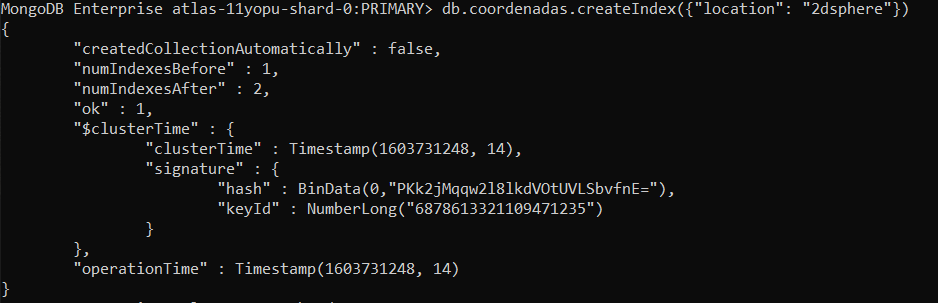 MongoDB Enterprise atlas-11yopu-shard-0:PRIMARY> db.coordenadas.createIndex({"location": "2dsphere"})
{
        "createdCollectionAutomatically" : false,
        "numIndexesBefore" : 1,
        "numIndexesAfter" : 2,
        "ok" : 1,
        "$clusterTime" : {
                "clusterTime" : Timestamp(1603731248, 14),
                "signature" : {
                        "hash" : BinData(0,"PKk2jMqqw2l8lkdVOtUVLSbvfnE="),
                        "keyId" : NumberLong("6878613321109471235")
                }
        },
        "operationTime" : Timestamp(1603731248, 14)
}